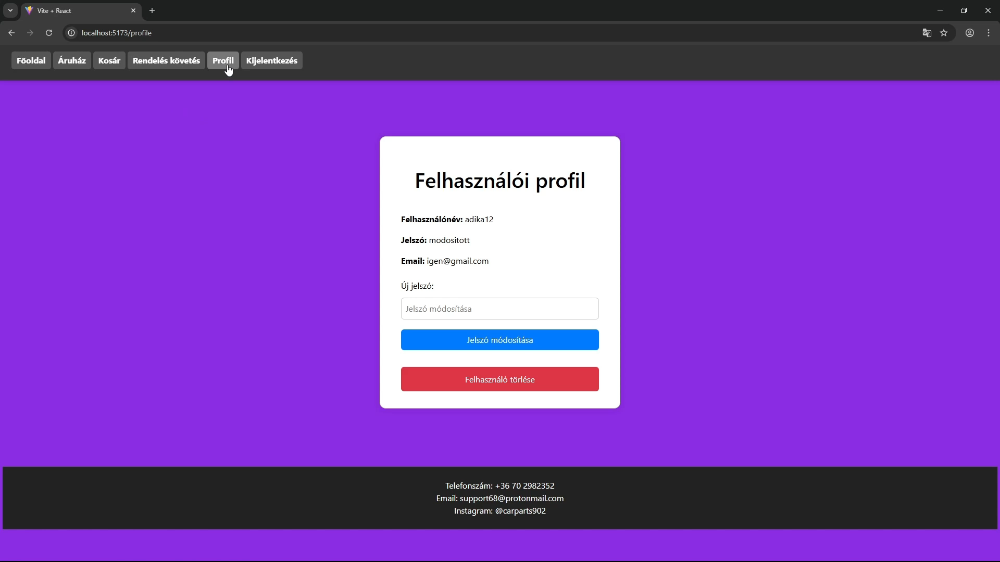 Vite + React
localhost:5173/profile
Főoldal Áruház Kosár Rendelés követés Profil Kijelentkezés
Felhasználói profil
Felhasználónév: adika12
Jelszó: modositott
Email: igen@gmail.com
Új jelszó:
Jelszó módosítása
Jelszó módosítása
Felhasználó törlése
Telefonszám: +36 70 2982352
Email: support68@protonmail.com
Instagram: @carparts902